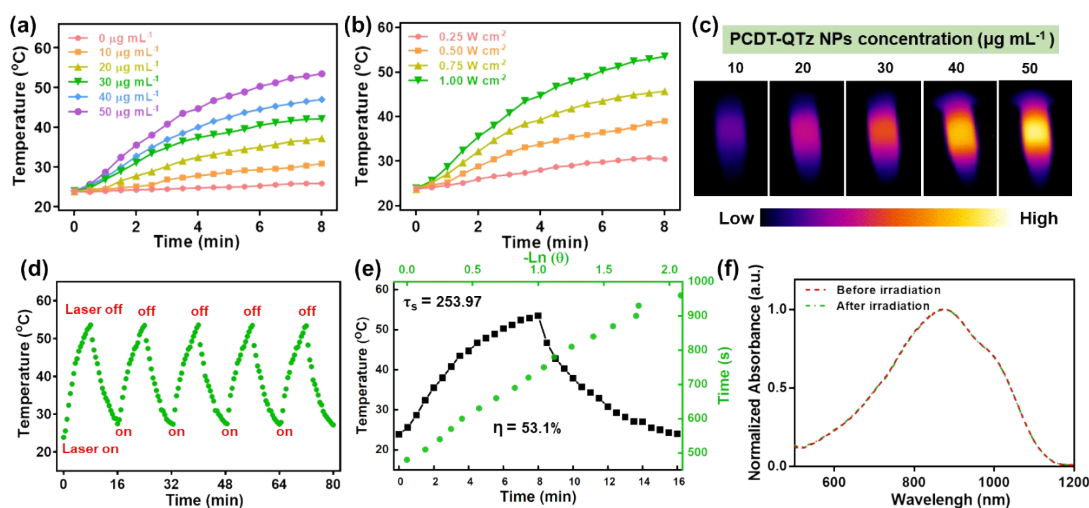 (a)
Temperature (°C)
60
50
40
30
20
0 μg mL-1
10 μg mL-1
20 μg mL-1
30 μg mL-1
40 μg mL-1
50 μg mL-1
0 2 4 6 8
Time (min)
(b)
Temperature (°C)
60
50
40
30
20
0.25 W cm-2
0.50 W cm-2
0.75 W cm-2
1.00 W cm-2
0 2 4 6 8
Time (min)
(c)
PCDT-QTz NPs concentration (μg mL-1)
10 20 30 40 50
Low High
(d)
Temperature (°C)
60
50
40
30
20
Laser off off off off off
Laser on on on on on
0 16 32 48 64 80
Time (min)
(e)
-Ln (θ)
0.0 0.5 1.0 1.5 2.0
Temperature (°C)
60
50
40
30
20
τs = 253.97
η = 53.1%
1000
900
800
700
600
500
Time (s)
0 2 4 6 8 10 12 14 16
Time (min)
(f)
Normalized Absorbance (a.u.)
1.0
0.5
0.0
Before irradiation
After irradiation
600 800 1000 1200
Wavelengh (nm)